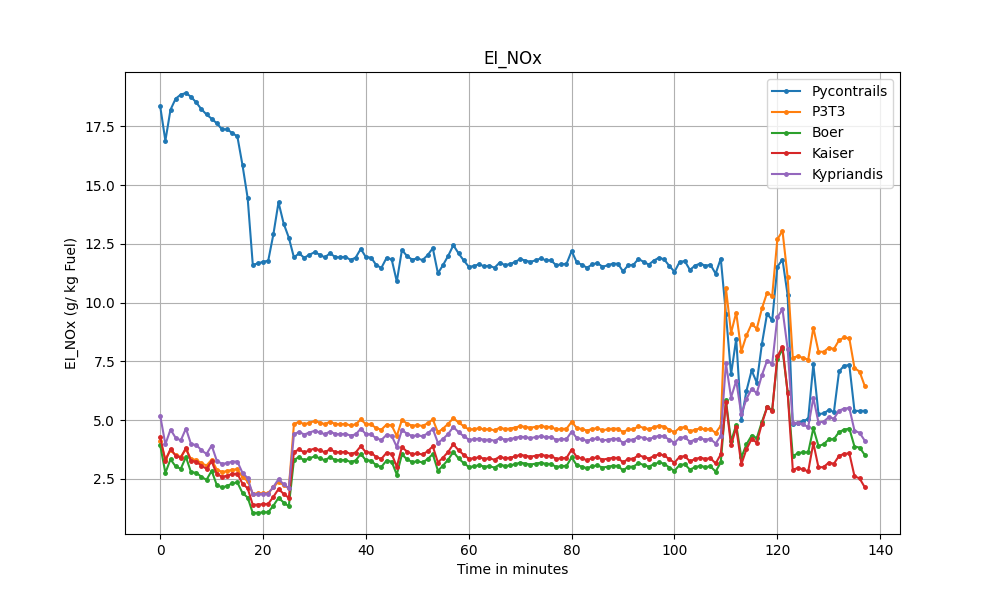 EI_NOx
EI_NOx (g/ kg Fuel)
17.5
15.0
12.5
10.0
7.5
5.0
2.5
Pycontrails
P3T3
Boer
Kaiser
Kypriandis
0 20 40 60 80 100 120 140
Time in minutes